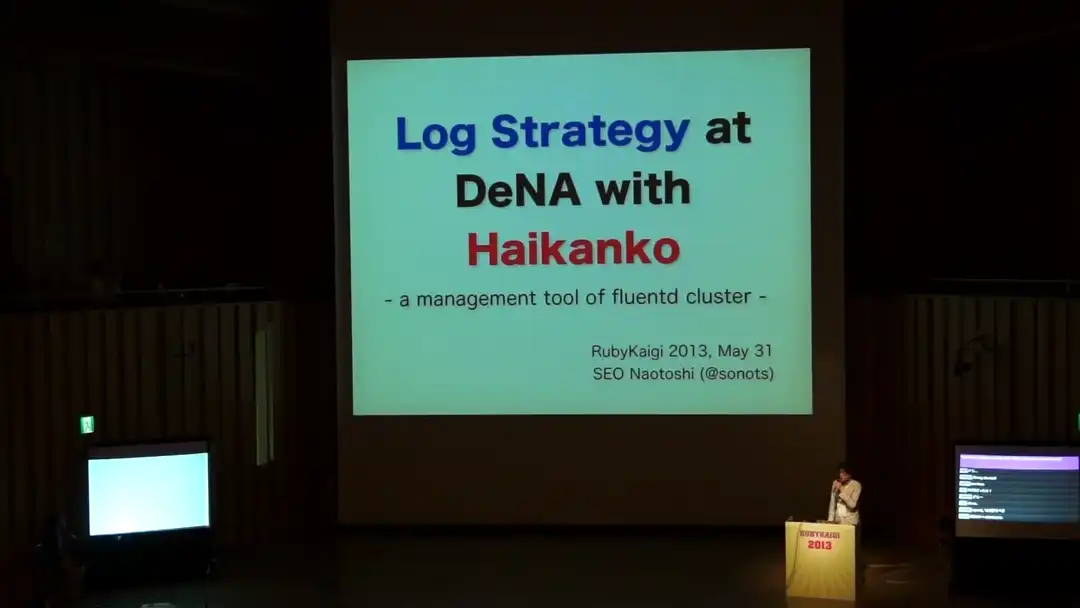 Log Strategy at
DeNA with
Haikanko
- a management tool of fluentd cluster -
RubyKaigi 2013, May 31
SEO Naotoshi (@sonots)
RUBYKAIGI
2013